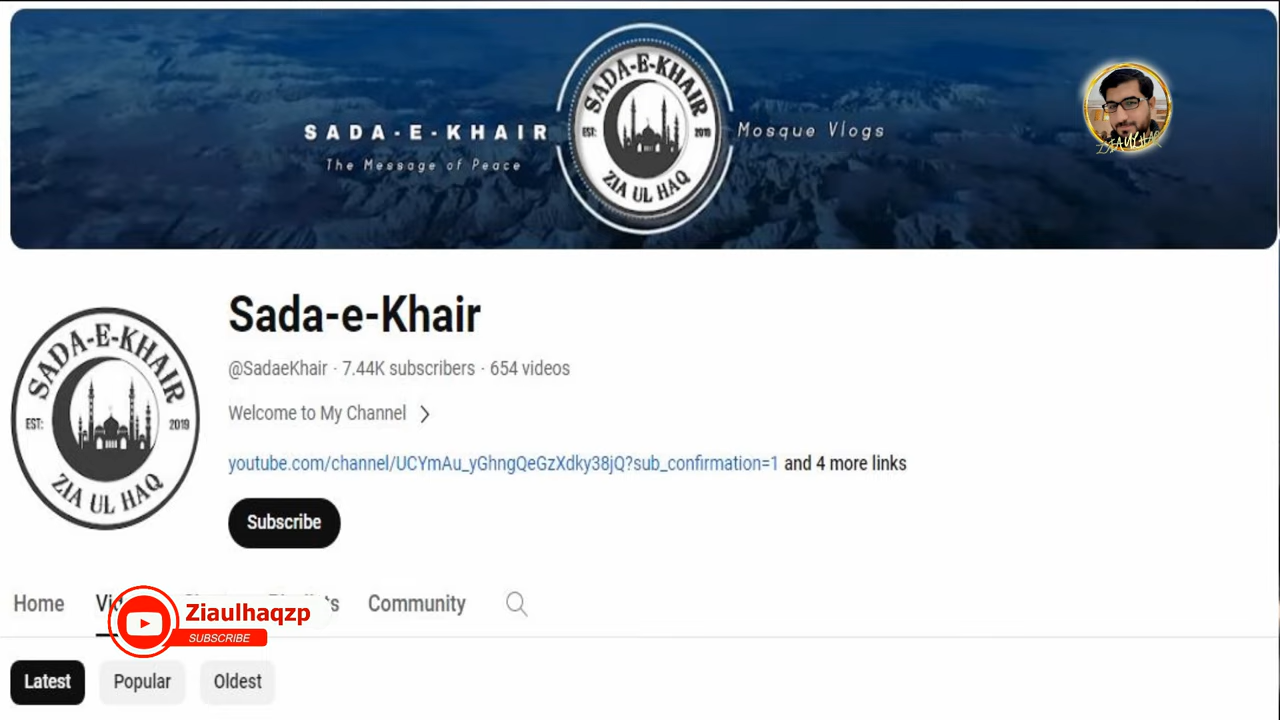 SADA-E-KHAIR
The Message of Peace
SADA-E-KHAIR
EST: 2019
ZIA UL HAQ
Mosque Vlogs
ZIAULHAQ
Sada-e-Khair
@SadaeKhair · 7.44K subscribers · 654 videos
Welcome to My Channel
youtube.com/channel/UCYmAu_yGhngQeGzXdky38jQ?sub_confirmation=1 and 4 more links
Subscribe
SADA-E-KHAIR
EST: 2019
ZIA UL HAQ
Home Community
Ziaulhaqzp
SUBSCRIBE
Latest Popular Oldest